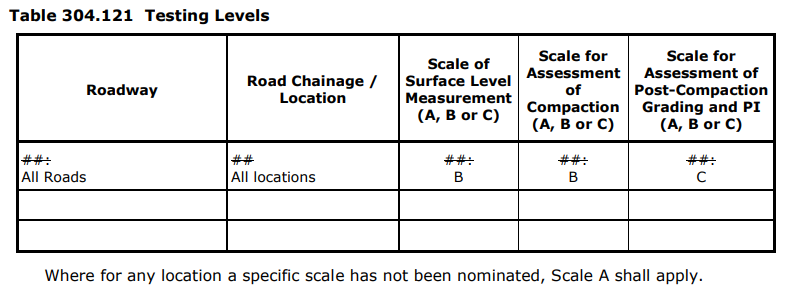 Table 304.121 Testing Levels
Roadway
Road Chainage /
Location
Scale of
Surface Level
Measurement
(A, B or C)
Scale for
Assessment
of
Compaction
(A, B or C)
Scale for
Assessment of
Post-Compaction
Grading and PI
(A, B or C)
##:
All Roads
##
All locations
##:
B
##:
B
##:
C
Where for any location a specific scale has not been nominated, Scale A shall apply.